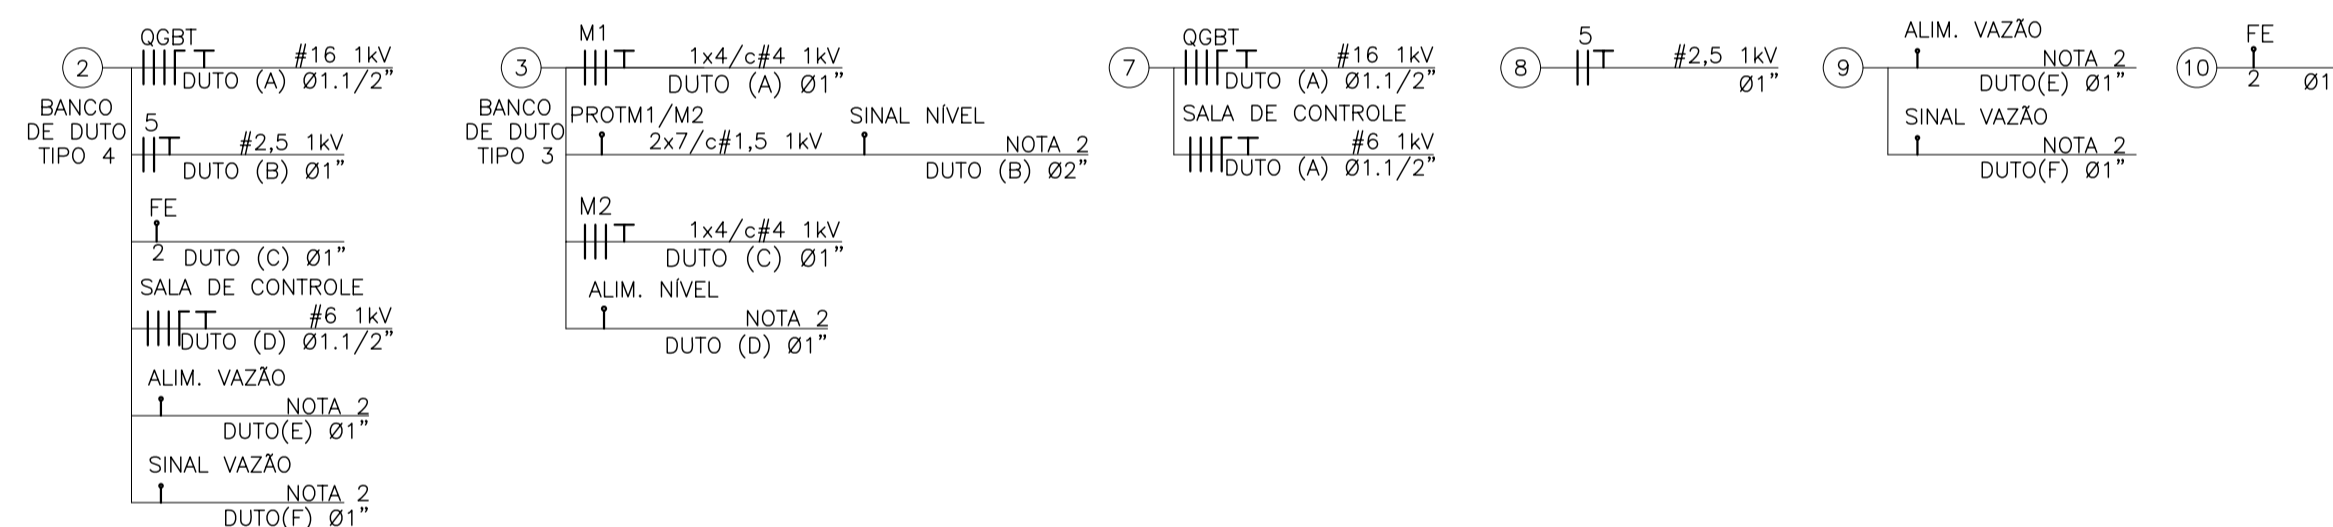 2
BANCO
DE DUTO
TIPO 4
QGBT
#16 1kV
DUTO (A) Ø1.1/2"
5
#2,5 1kV
DUTO (B) Ø1"
FE
2 DUTO (C) Ø1"
SALA DE CONTROLE
#6 1kV
DUTO (D) Ø1.1/2"
ALIM. VAZÃO
NOTA 2
DUTO(E) Ø1"
SINAL VAZÃO
NOTA 2
DUTO(F) Ø1"
3
BANCO
DE DUTO
TIPO 3
M1
1x4/c#4 1kV
DUTO (A) Ø1"
PROTM1/M2
2x7/c#1,5 1kV
SINAL NÍVEL
NOTA 2
DUTO (B) Ø2"
M2
1x4/c#4 1kV
DUTO (C) Ø1"
ALIM. NÍVEL
NOTA 2
DUTO (D) Ø1"
7
QGBT
#16 1kV
DUTO (A) Ø1.1/2"
SALA DE CONTROLE
#6 1kV
DUTO (A) Ø1.1/2"
8
5
#2,5 1kV
Ø1"
9
ALIM. VAZÃO
NOTA 2
DUTO(E) Ø1"
SINAL VAZÃO
NOTA 2
DUTO(F) Ø1"
10
FE
2 Ø1